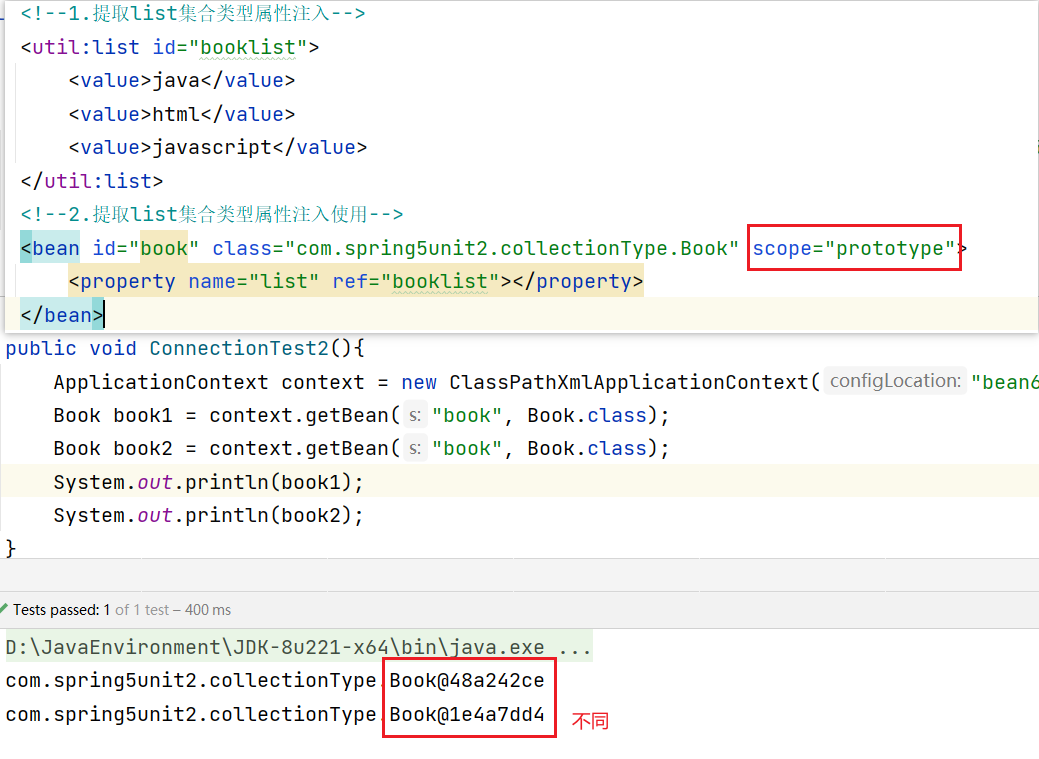 <!--1.提取list集合类型属性注入-->
<util:list id="booklist">
<value>java</value>
<value>html</value>
<value>javascript</value>
</util:list>
<!--2.提取list集合类型属性注入使用-->
<bean id="book" class="com.spring5unit2.collectionType.Book" scope="prototype">
<property name="list" ref="booklist"></property>
</bean>
public void ConnectionTest2(){
ApplicationContext context = new ClassPathXmlApplicationContext( configLocation: "bean6
Book book1 = context.getBean( s: "book", Book.class);
Book book2 = context.getBean( s: "book", Book.class);
System.out.println(book1);
System.out.println(book2);
}
Tests passed: 1 of 1 test – 400 ms
D:\JavaEnvironment\JDK-8u221-x64\bin\java.exe ...
com.spring5unit2.collectionType.Book@48a242ce
com.spring5unit2.collectionType.Book@1e4a7dd4 不同